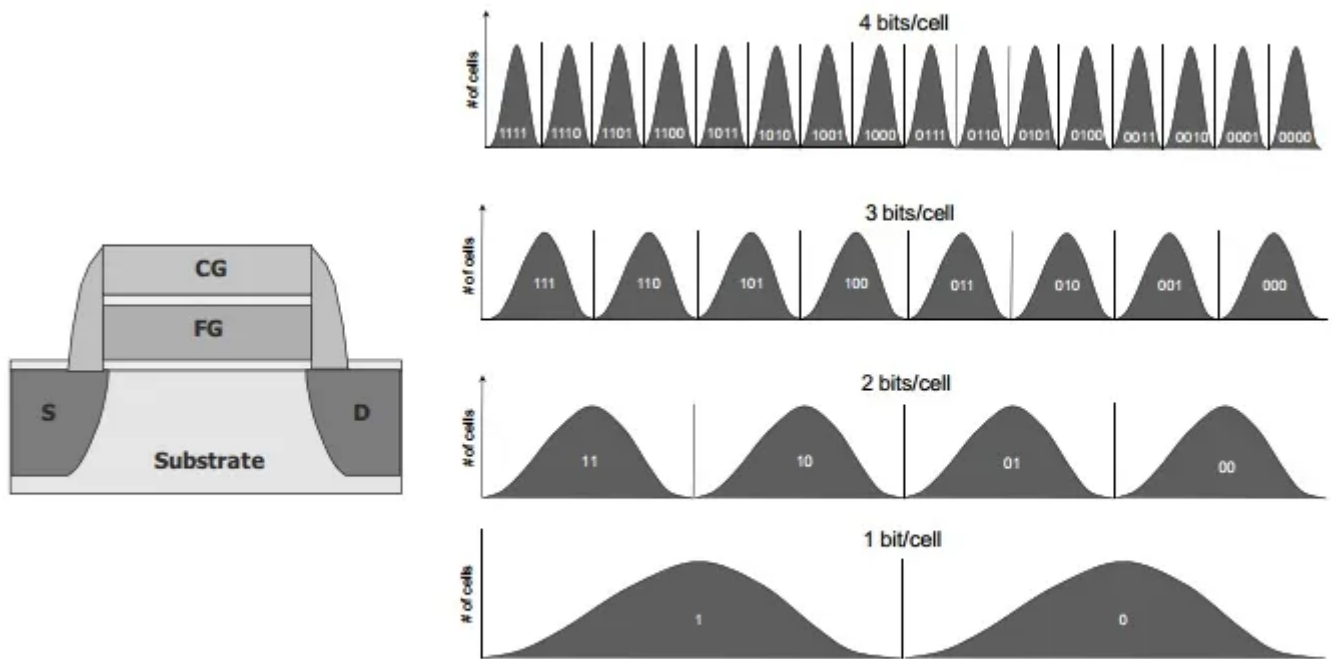 4 bits/cell
# of cells
1111 1110 1101 1100 1011 1010 1001 1000 0111 0110 0101 0100 0011 0010 0001 0000
3 bits/cell
# of cells
111 110 101 100 011 010 001 000
2 bits/cell
# of cells
11 10 01 00
1 bit/cell
# of cells
1 0
CG
FG
S D
Substrate